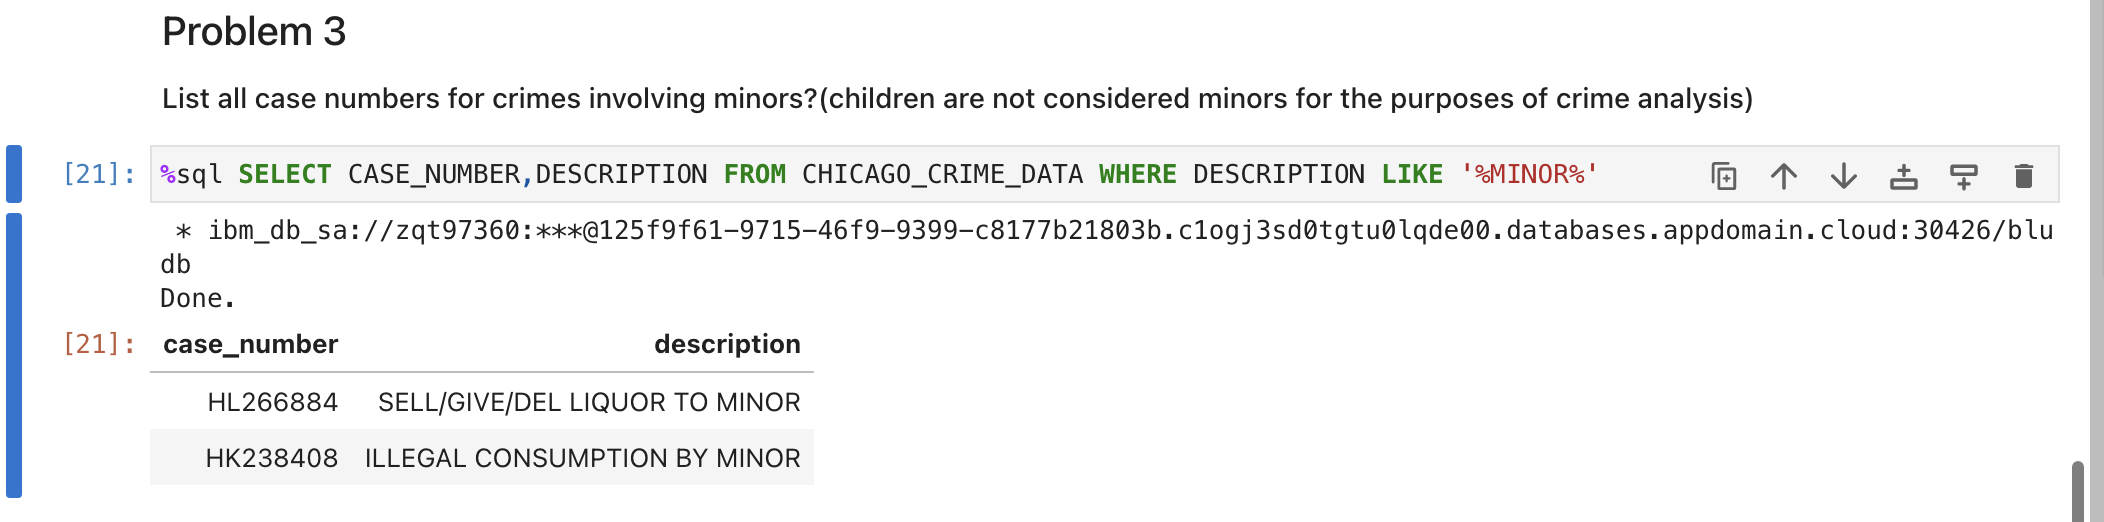 Problem 3
List all case numbers for crimes involving minors?(children are not considered minors for the purposes of crime analysis)
[21]: %sql SELECT CASE_NUMBER,DESCRIPTION FROM CHICAGO_CRIME_DATA WHERE DESCRIPTION LIKE '%MINOR%'
* ibm_db_sa://zqt97360:***@125f9f61-9715-46f9-9399-c8177b21803b.c1ogj3sd0tgtu0lqde00.databases.appdomain.cloud:30426/blu
db
Done.
[21]: case_number description
HL266884 SELL/GIVE/DEL LIQUOR TO MINOR
HK238408 ILLEGAL CONSUMPTION BY MINOR